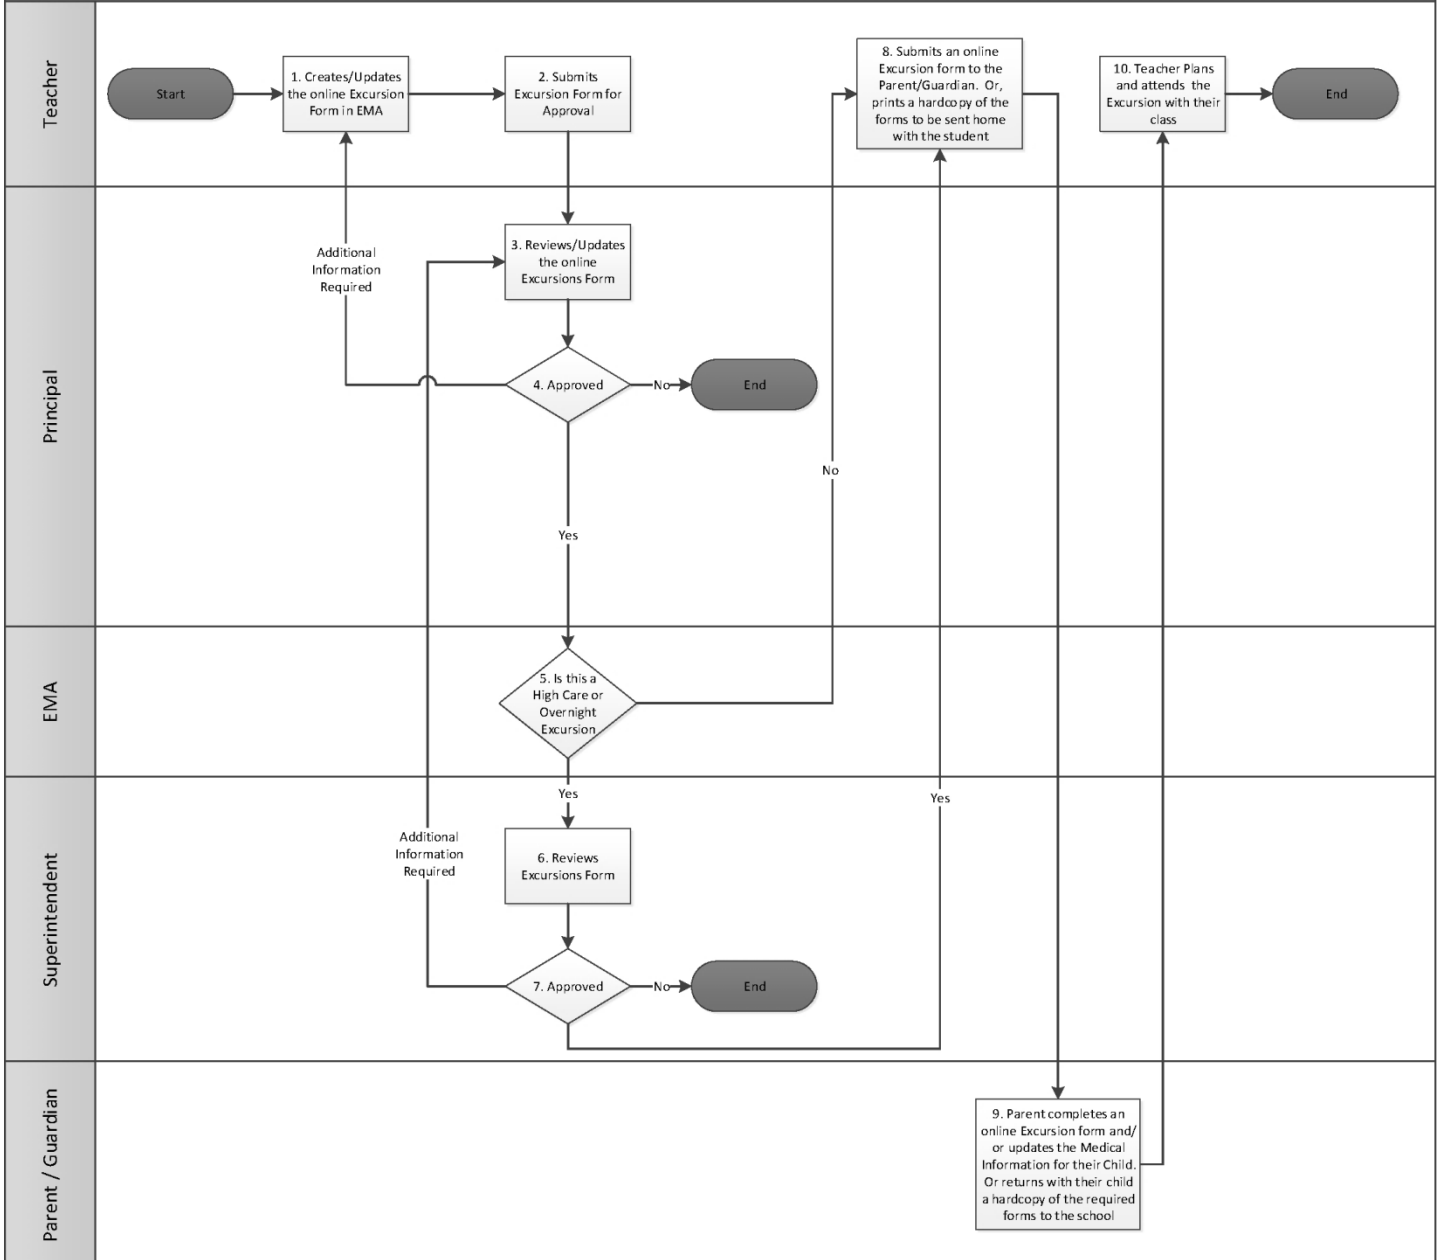 Teacher
Start
1. Creates/Updates
the online Excursion
Form in EMA
2. Submits
Excursion Form for
Approval
8. Submits an online
Excursion form to the
Parent/Guardian.  Or,
prints a hardcopy of the
forms to be sent home
with the student
10. Teacher Plans
and attends  the
Excursion with their
class
End
Principal
Additional
Information
Required
3. Reviews/Updates
the online
Excursions Form
4. Approved
No
End
No
Yes
EMA
5. Is this a
High Care or
Overnight
Excursion
Yes
Yes
Superintendent
Additional
Information
Required
6. Reviews
Excursions Form
7. Approved
No
End
Parent / Guardian
9. Parent completes an
online Excursion form and/
or updates the Medical
Information for their Child.
Or returns with their child
a hardcopy of the required
forms to the school